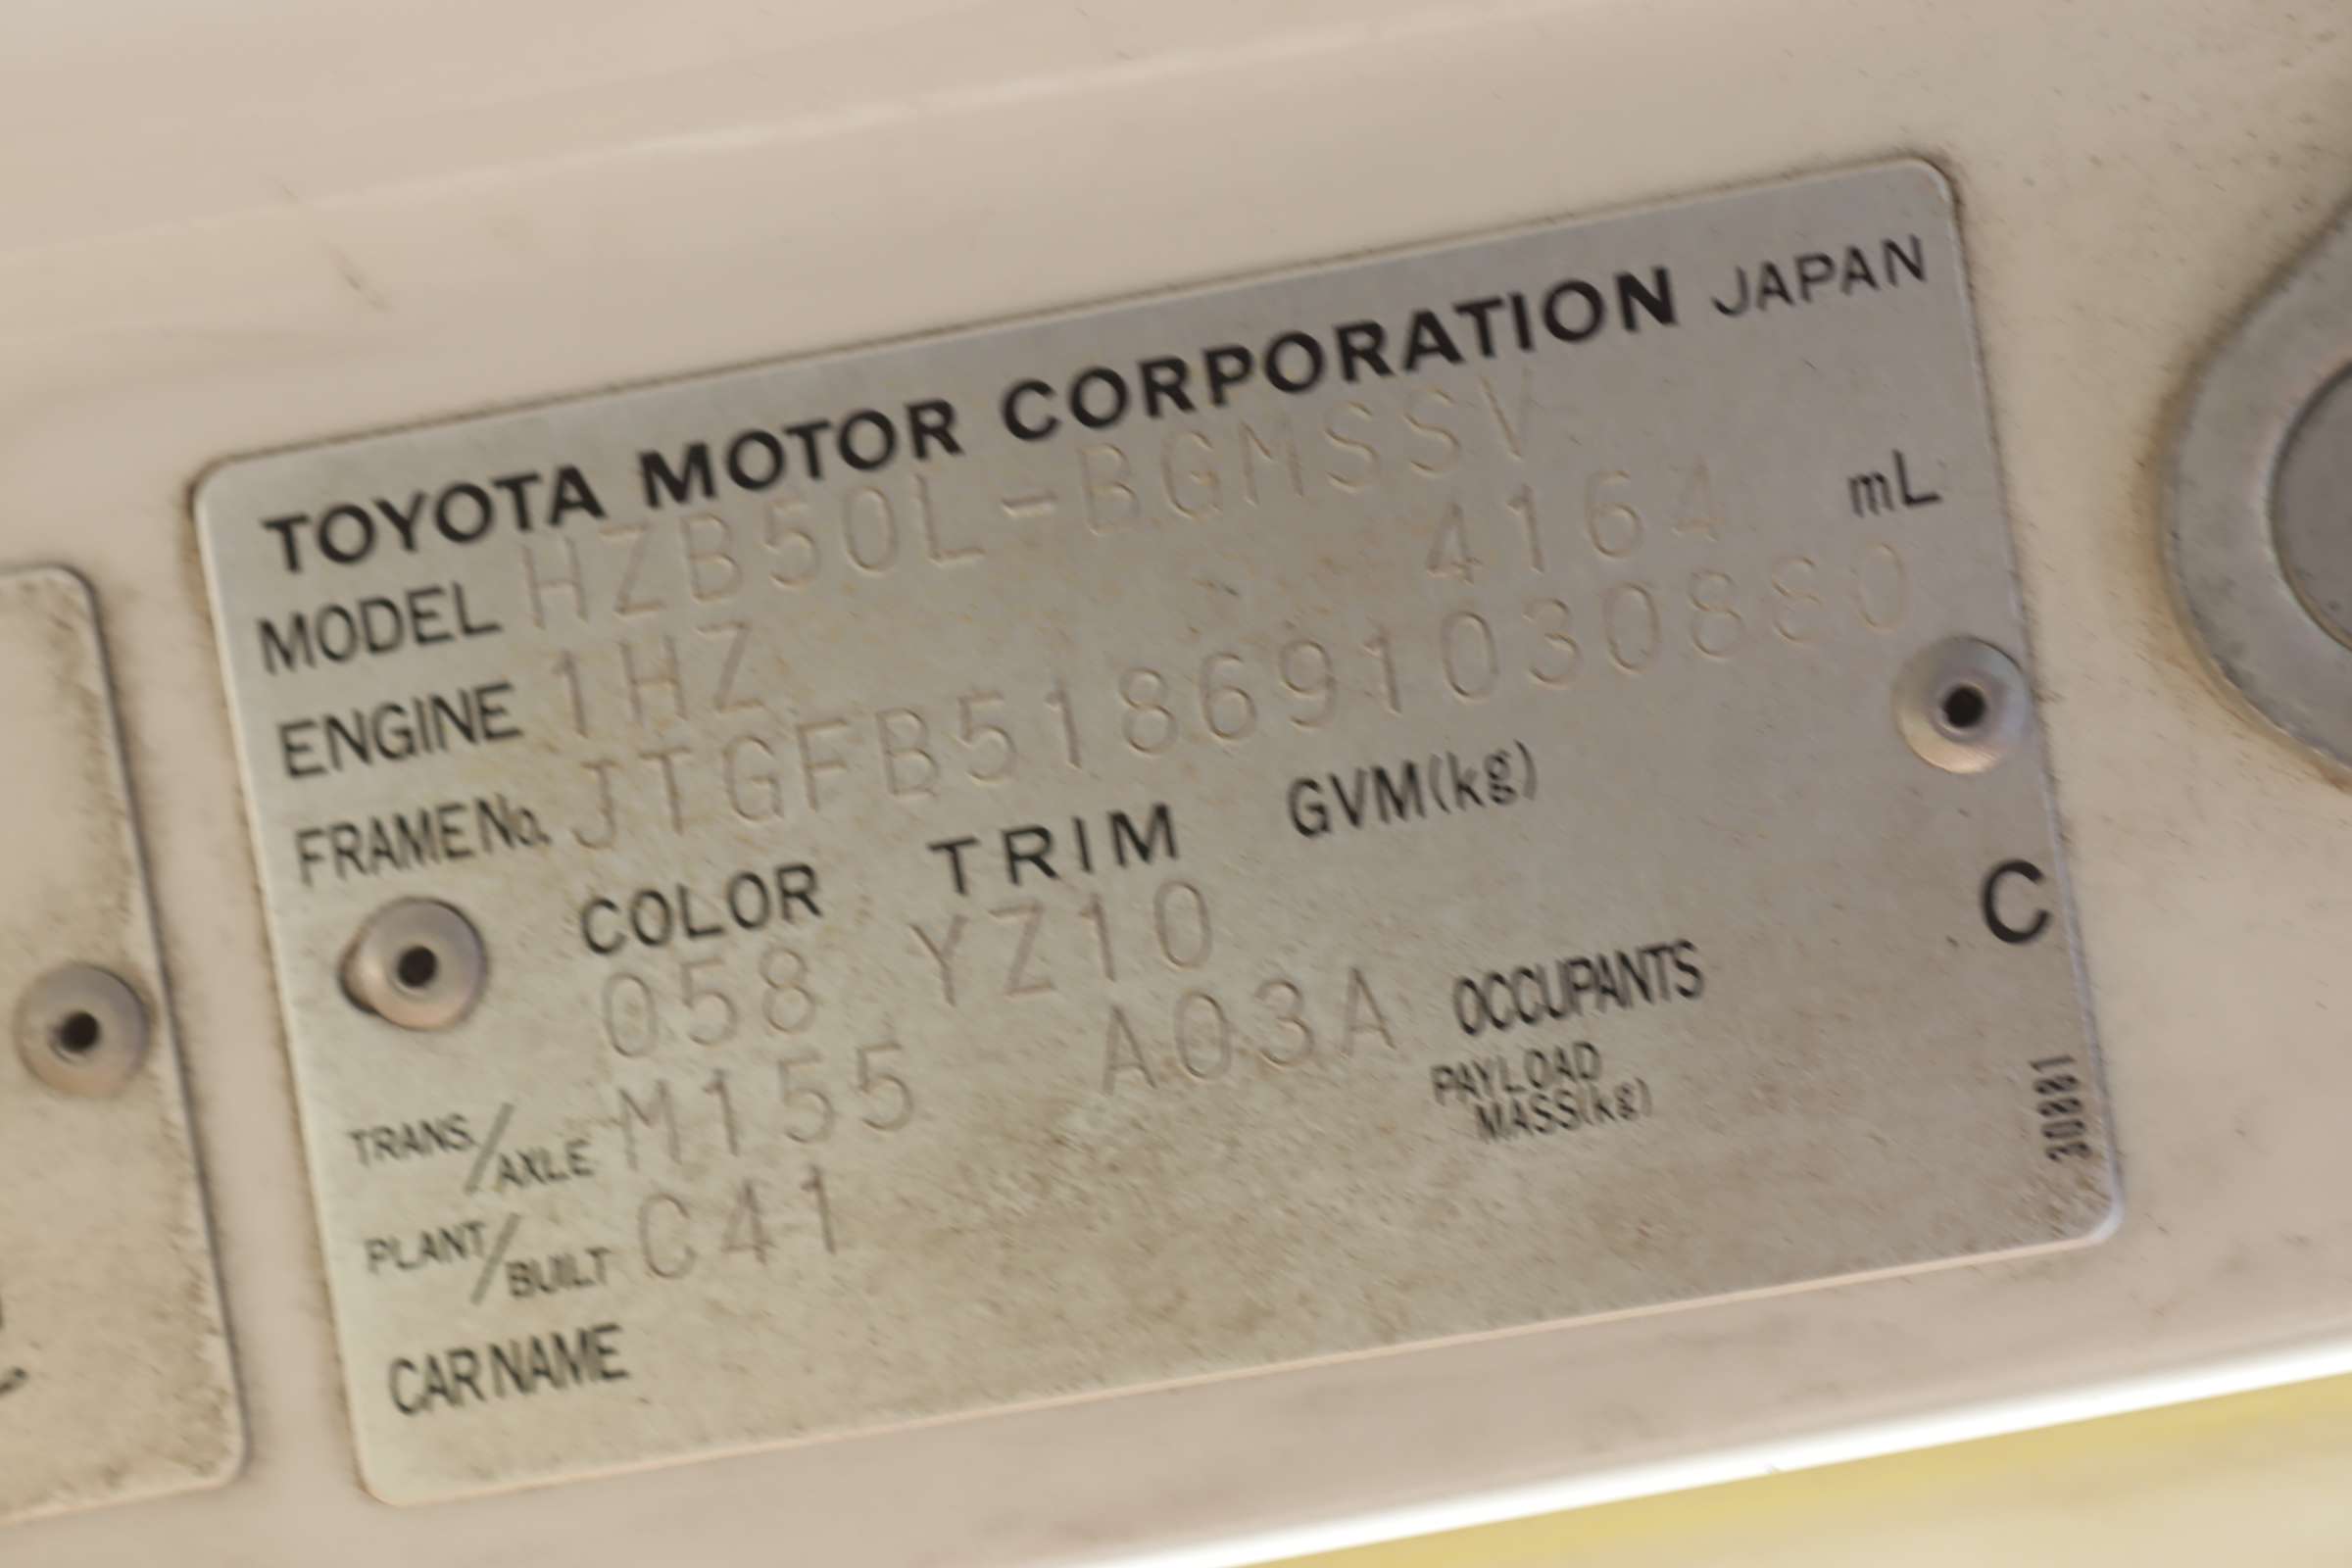 TOYOTA MOTOR CORPORATION JAPAN
MODEL HZB50L-BGMSSV
ENGINE 1HZ 4164 mL
FRAME No. JTGFB518691030880
COLOR TRIM GVM(kg)
058 YZ10
C
TRANS/AXLE M155 A03A OCCUPANTS
PAYLOAD MASS(kg)
PLANT/BUILT C41
CAR NAME
30081